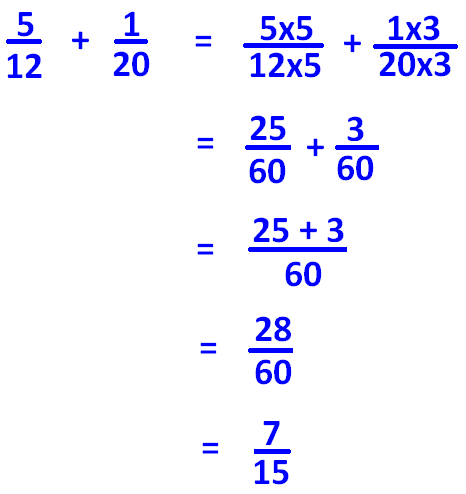 5/12 + 1/20 = 5x5/12x5 + 1x3/20x3
= 25/60 + 3/60
= 25 + 3/60
= 28/60
= 7/15